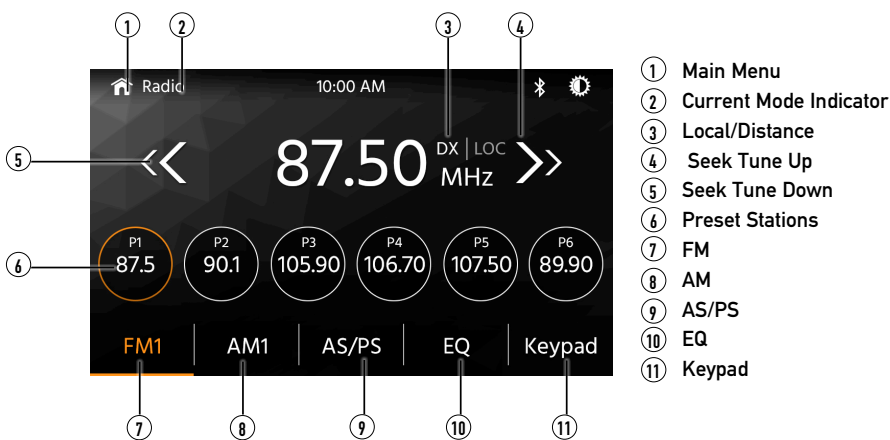 1 2 3 4
Radio 10:00 AM
87.50 DX | LOC
MHz
5
P1 P2 P3 P4 P5 P6
87.5 90.1 105.90 106.70 107.50 89.90
6
FM1 AM1 AS/PS EQ Keypad
7 8 9 10 11
1 Main Menu
2 Current Mode Indicator
3 Local/Distance
4 Seek Tune Up
5 Seek Tune Down
6 Preset Stations
7 FM
8 AM
9 AS/PS
10 EQ
11 Keypad